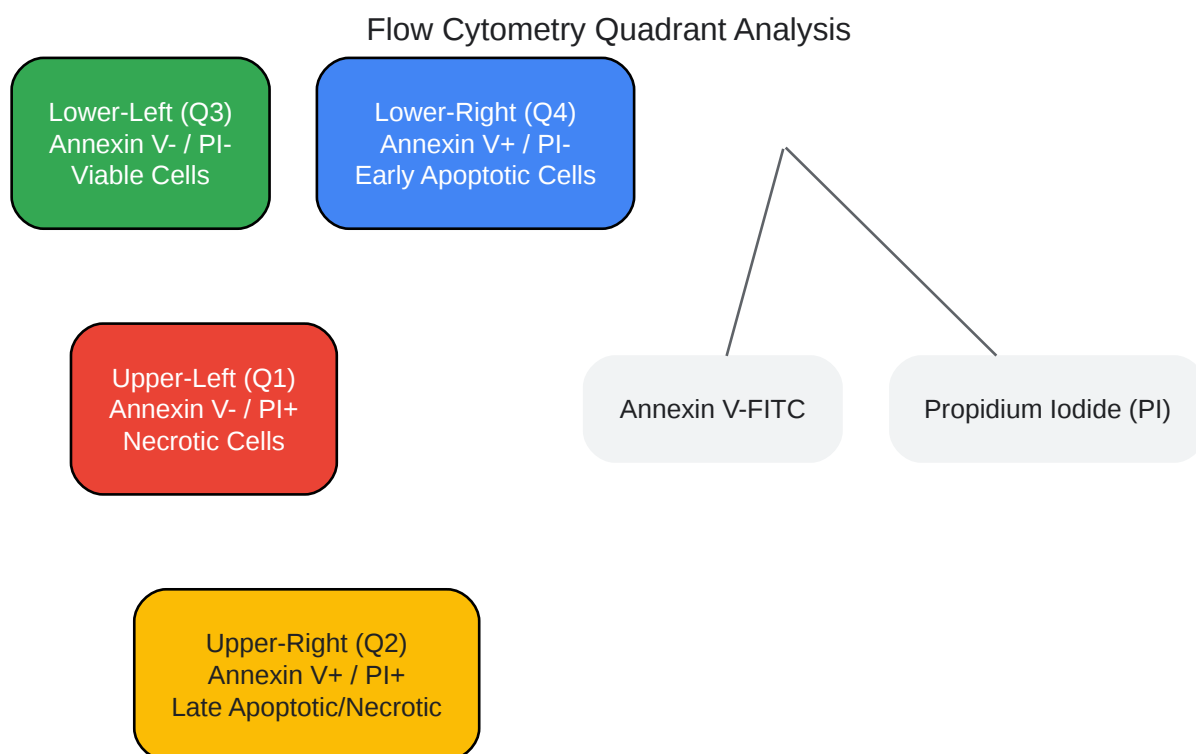 Flow Cytometry Quadrant Analysis
Lower-Left (Q3)
Annexin V- / PI-
Viable Cells
Lower-Right (Q4)
Annexin V+ / PI-
Early Apoptotic Cells
Upper-Left (Q1)
Annexin V- / PI+
Necrotic Cells
Annexin V-FITC
Propidium Iodide (PI)
Upper-Right (Q2)
Annexin V+ / PI+
Late Apoptotic/Necrotic